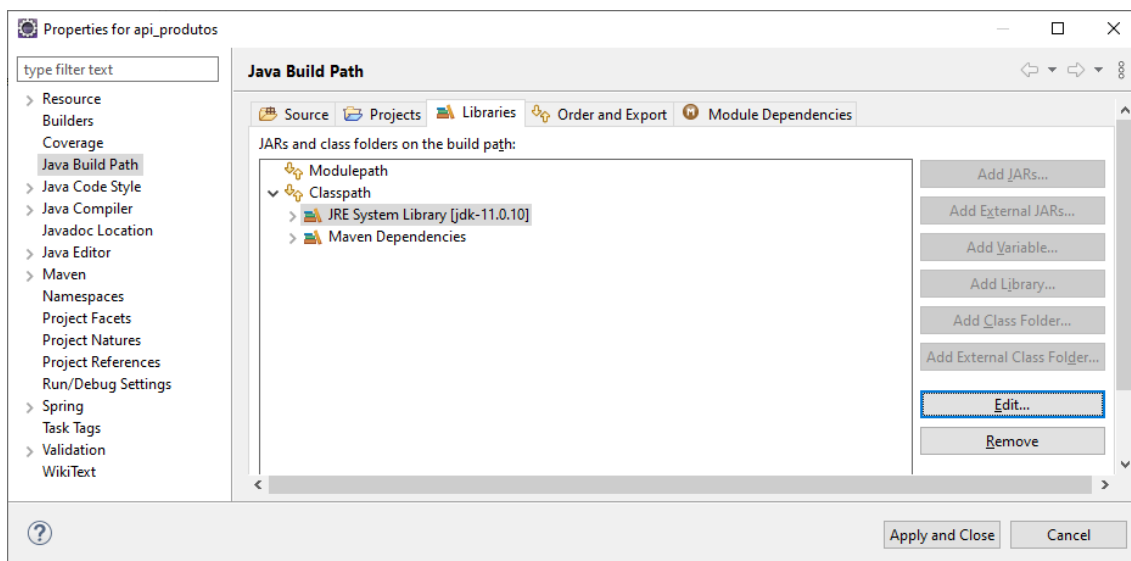 Properties for api_produtos
type filter text
Resource
Builders
Coverage
Java Build Path
Java Code Style
Java Compiler
Javadoc Location
Java Editor
Maven
Namespaces
Project Facets
Project Natures
Project References
Run/Debug Settings
Spring
Task Tags
Validation
WikiText
Java Build Path
Source Projects Libraries Order and Export Module Dependencies
JARs and class folders on the build path:
Modulepath
Classpath
JRE System Library [jdk-11.0.10]
Maven Dependencies
Add JARs...
Add External JARs...
Add Variable...
Add Library...
Add Class Folder...
Add External Class Folder...
Edit...
Remove
Apply and Close Cancel